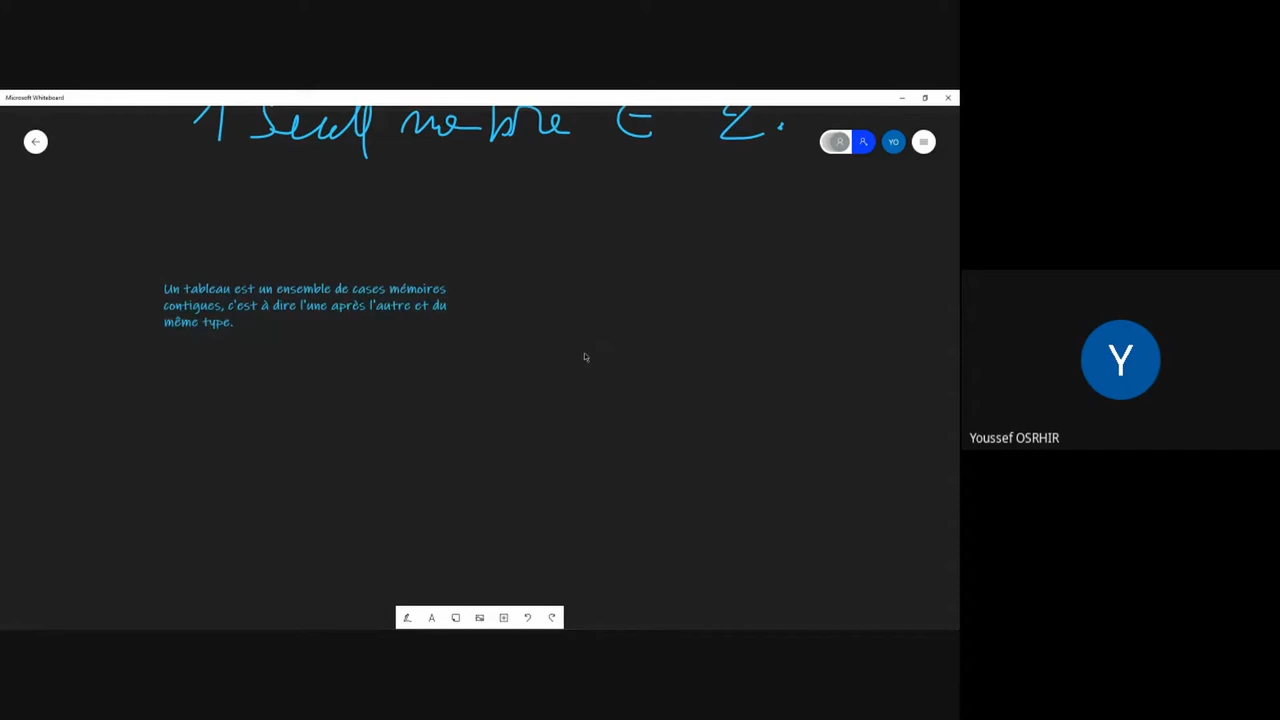 Microsoft Whiteboard
1 Seul nombre ∈ Z.
YO
Un tableau est un ensemble de cases mémoires
contigues, c'est à dire l'une après l'autre et du
même type.
Y
Youssef OSRHIR
A